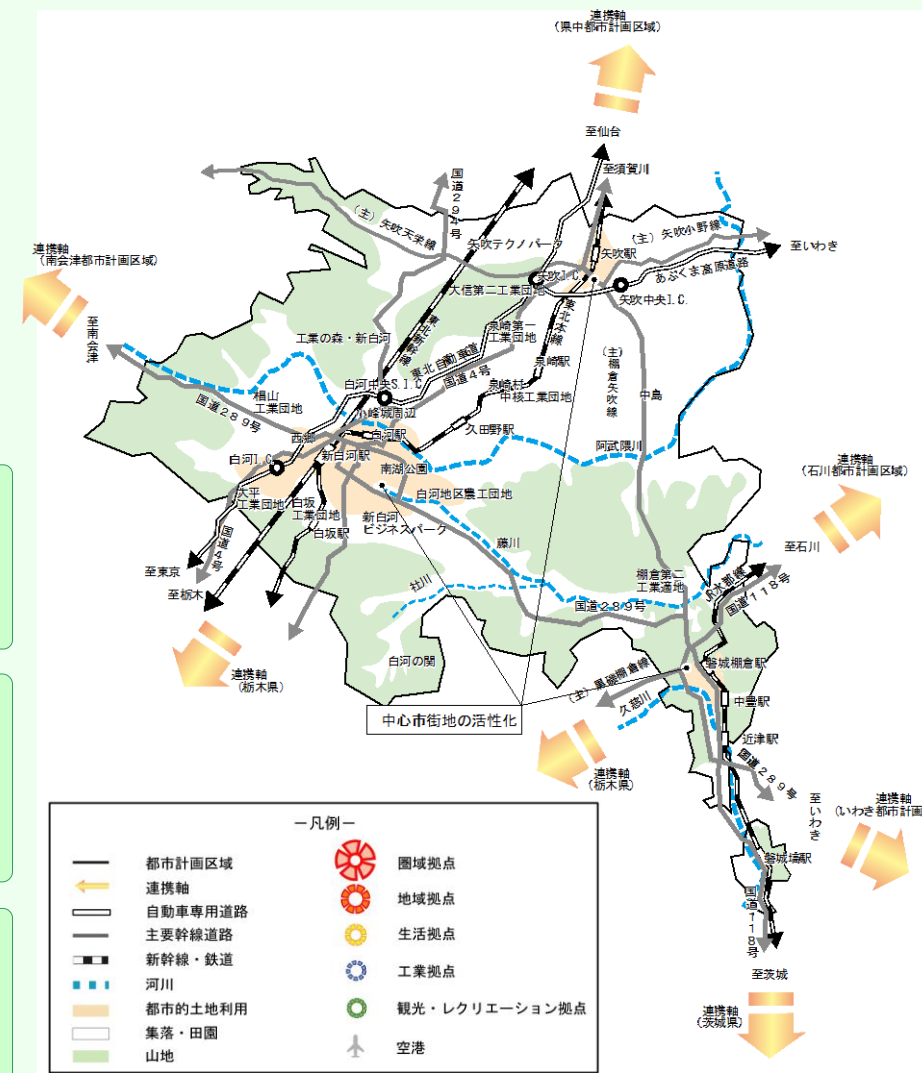 連携軸
(県中都市計画区域)
至仙台
至須賀川
国道294号
(主)矢吹天栄線
矢吹テクノパーク
(主)矢吹小野線
矢吹駅
至いわき
あぶくま高原道路
連携軸
(南会津都市計画区域)
矢吹I.C.
大信第二工業団地
矢吹中央I.C.
東北新幹線
東北本線
泉崎第一
工業団地
至南会津
工業の森・新白河
東北自動車道
国道4号
泉崎駅
(主)棚倉矢吹線
白河中央S.I.C
泉崎村
中核工業団地
中島
椙山
工業団地
小峰城周辺
国道289号
西郷
白河駅
久田野駅
阿武隈川
連携軸
(石川都市計画区域)
白河I.C.
新白河駅
南湖公園
大平
工業団地
白坂
工業団地
白河地区農工団地
新白河
ビジネスパーク
国道4号
白坂駅
藤川
至石川
至東京
棚倉第二
工業適地
JR水郡線
至栃木
社川
国道289号
国道118号
連携軸
(栃木県)
白河の関
磐城棚倉駅
(主)黒磯棚倉線
久慈川
中豊駅
中心市街地の活性化
近津駅
国道289号
連携軸
(栃木県)
至いわき
連携軸
(いわき都市計画
磐城塙駅
国道118号
至茨城
連携軸
(茨城県)
－凡例－
都市計画区域
連携軸
自動車専用道路
主要幹線道路
新幹線・鉄道
河川
都市的土地利用
集落・田園
山地
圏域拠点
地域拠点
生活拠点
工業拠点
観光・レクリエーション拠点
空港